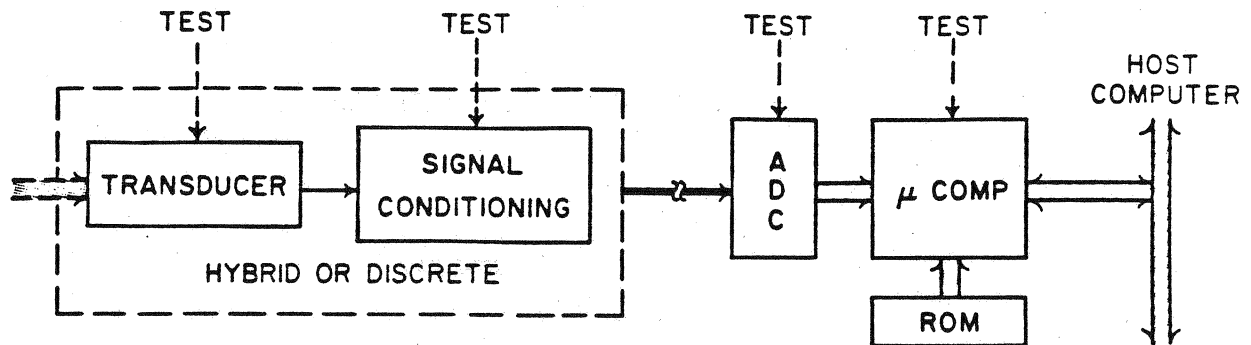 TEST
TEST
TEST
TEST
HOST
COMPUTER
TRANSDUCER
SIGNAL
CONDITIONING
A
D
C
μ COMP
HYBRID OR DISCRETE
ROM